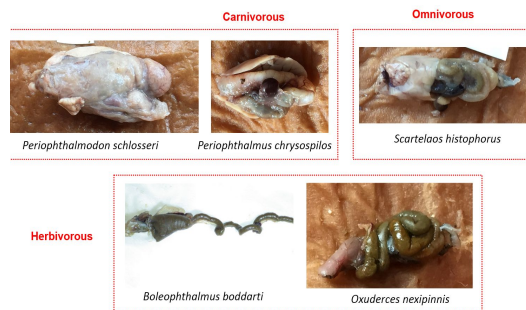 Carnivorous
Omnivorous
Periophthalmodon schlosseri
Periophthalmus chrysospilos
Scartelaos histophorus
Herbivorous
Boleophthalmus boddarti
Oxuderces nexipinnis